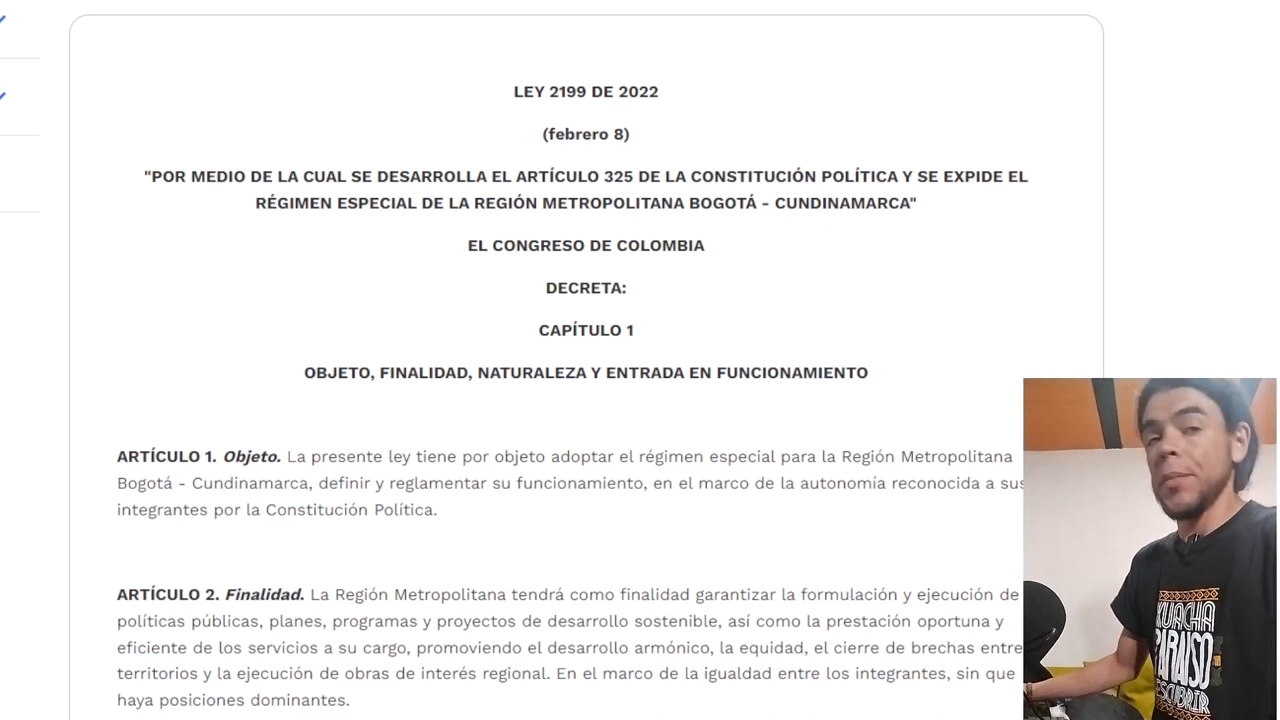 LEY 2199 DE 2022
(febrero 8)
"POR MEDIO DE LA CUAL SE DESARROLLA EL ARTÍCULO 325 DE LA CONSTITUCIÓN POLÍTICA Y SE EXPIDE EL
RÉGIMEN ESPECIAL DE LA REGIÓN METROPOLITANA BOGOTÁ - CUNDINAMARCA"
EL CONGRESO DE COLOMBIA
DECRETA:
CAPÍTULO 1
OBJETO, FINALIDAD, NATURALEZA Y ENTRADA EN FUNCIONAMIENTO
ARTÍCULO 1. Objeto. La presente ley tiene por objeto adoptar el régimen especial para la Región Metropolitana
Bogotá - Cundinamarca, definir y reglamentar su funcionamiento, en el marco de la autonomía reconocida a sus
integrantes por la Constitución Política.
ARTÍCULO 2. Finalidad. La Región Metropolitana tendrá como finalidad garantizar la formulación y ejecución de
políticas públicas, planes, programas y proyectos de desarrollo sostenible, así como la prestación oportuna y
eficiente de los servicios a su cargo, promoviendo el desarrollo armónico, la equidad, el cierre de brechas entre
territorios y la ejecución de obras de interés regional. En el marco de la igualdad entre los integrantes, sin que
haya posiciones dominantes.
PARAISO